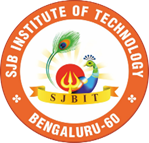 SJB INSTITUTE OF TECHNOLOGY
SJBIT
BENGALURU-60